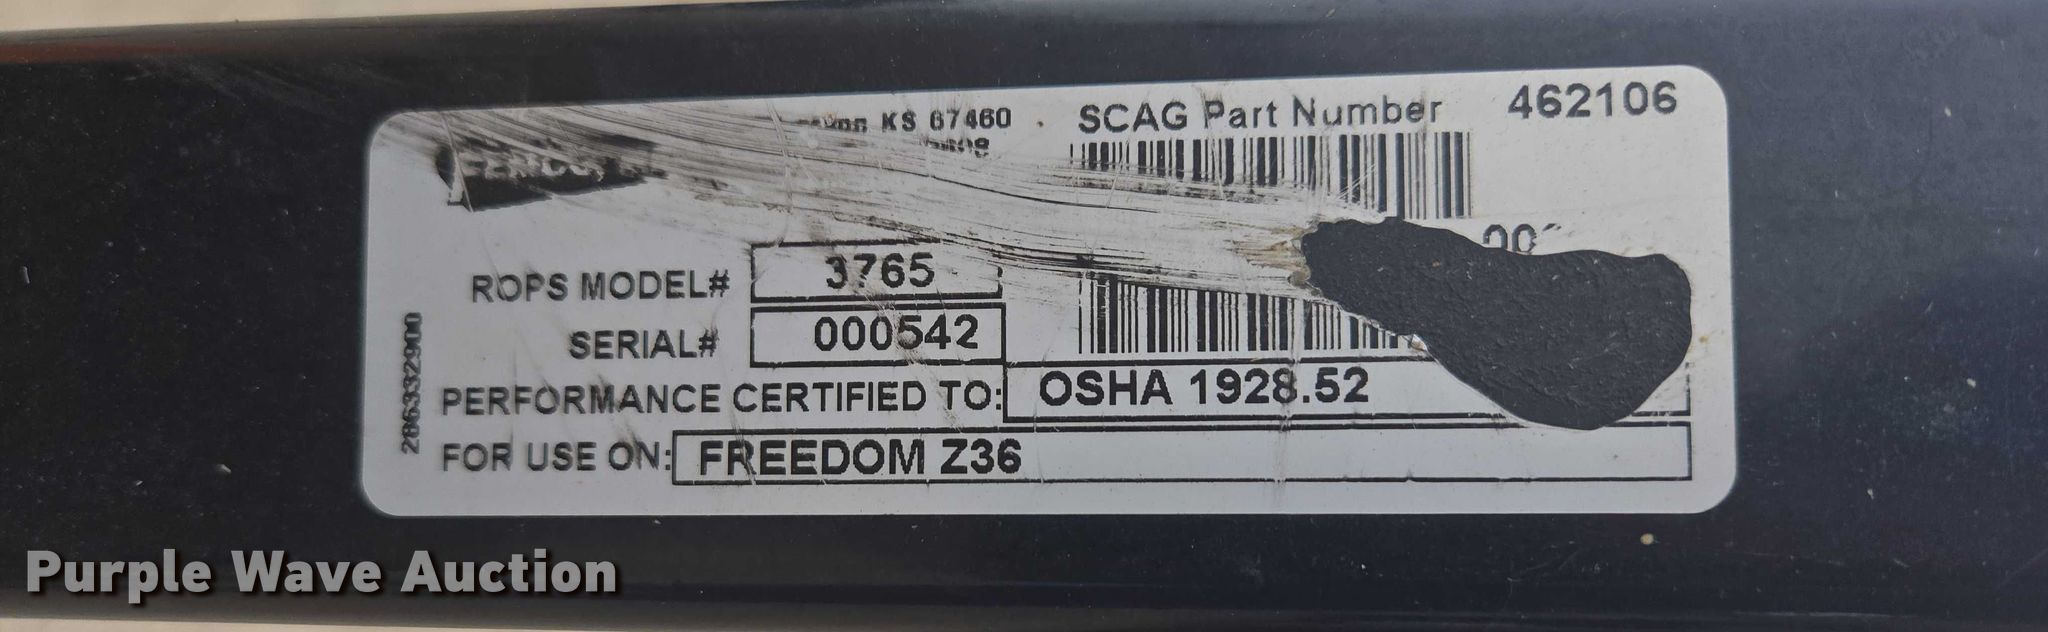 KS 67460
SCAG Part Number 462106
ROPS MODEL# 3765
SERIAL# 000542
PERFORMANCE CERTIFIED TO: OSHA 1928.52
FOR USE ON: FREEDOM Z36
2863332900
Purple Wave Auction